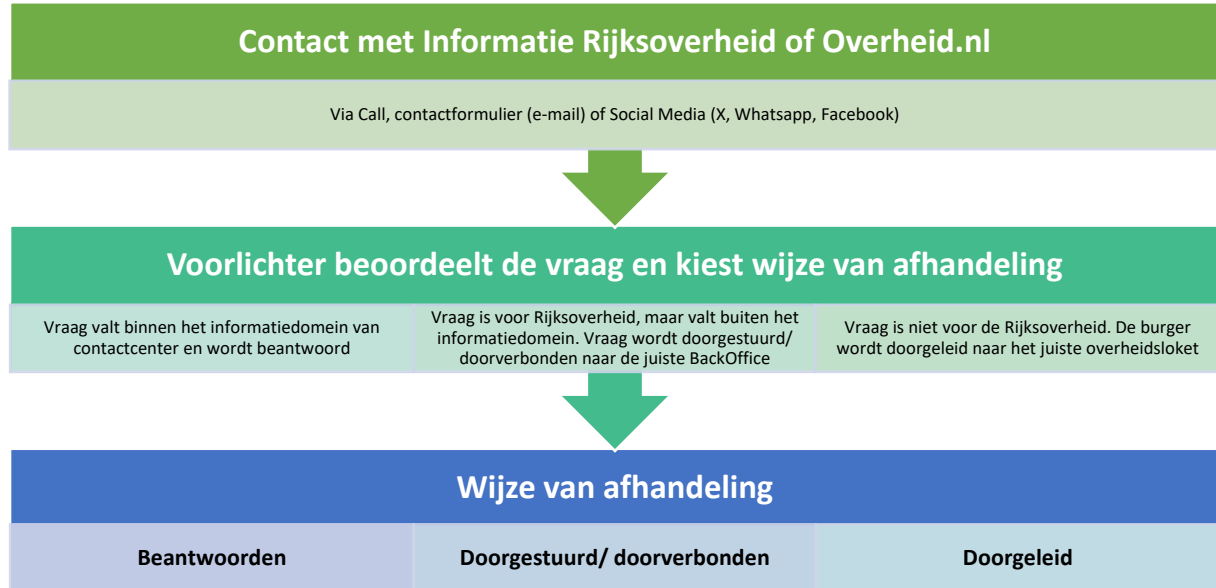 Contact met Informatie Rijksoverheid of Overheid.nl
Via Call, contactformulier (e-mail) of Social Media (X, Whatsapp, Facebook)
Voorlichter beoordeelt de vraag en kiest wijze van afhandeling
Vraag valt binnen het informatiedomein van
contactcenter en wordt beantwoord
Vraag is voor Rijksoverheid, maar valt buiten het
informatiedomein. Vraag wordt doorgestuurd/
doorverbonden naar de juiste BackOffice
Vraag is niet voor de Rijksoverheid. De burger
wordt doorgeleid naar het juiste overheidsloket
Wijze van afhandeling
Beantwoorden
Doorgestuurd/ doorverbonden
Doorgeleid